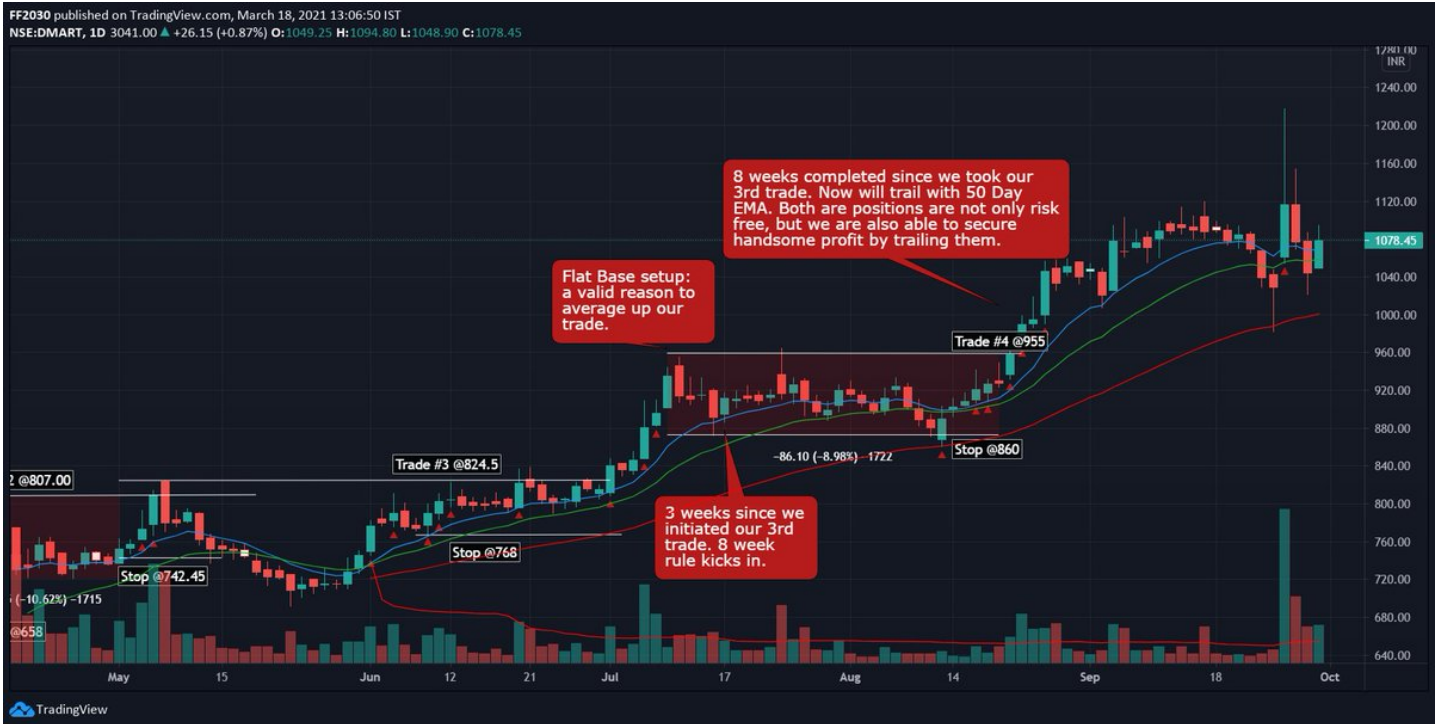 FF2030 published on TradingView.com, March 18, 2021 13:06:50 IST
NSE:DMART, 1D 3041.00 ▲ +26.15 (+0.87%) O:1049.25 H:1094.80 L:1048.90 C:1078.45
INR
1240.00
1200.00
1160.00
1120.00
1078.45
1040.00
1000.00
960.00
920.00
880.00
840.00
800.00
760.00
720.00
680.00
640.00
8 weeks completed since we took our
3rd trade. Now will trail with 50 Day
EMA. Both are positions are not only risk
free, but we are also able to secure
handsome profit by trailing them.
Flat Base setup:
a valid reason to
average up our
trade.
Trade #4 @955
Stop @860
−86.10 (−8.98%) −1722
3 weeks since we
initiated our 3rd
trade. 8 week
rule kicks in.
Trade #3 @824.5
Stop @768
2 @807.00
Stop @742.45
(−10.62%) −1715
@658
May 15 Jun 12 21 Jul 17 Aug 14 Sep 18 Oct
TradingView